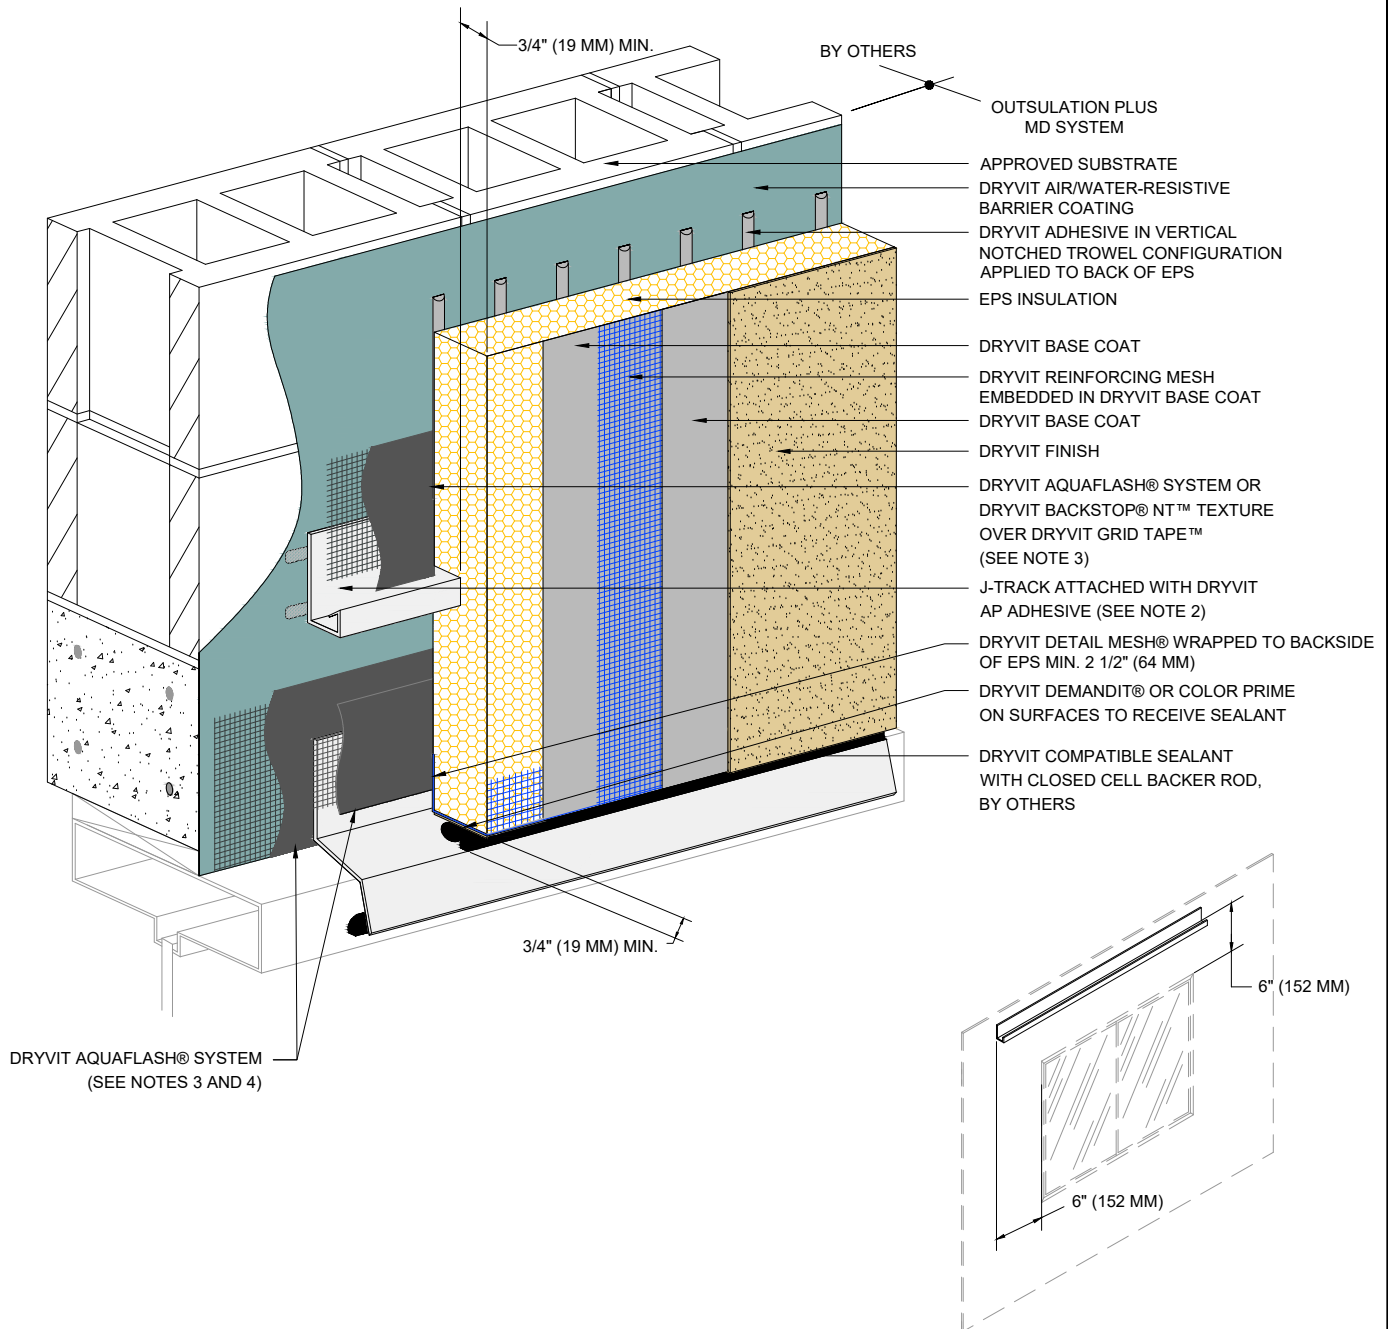 3/4" (19 MM) MIN.
BY OTHERS
OUTSULATION PLUS
MD SYSTEM
APPROVED SUBSTRATE
DRYVIT AIR/WATER-RESISTIVE
BARRIER COATING
DRYVIT ADHESIVE IN VERTICAL
NOTCHED TROWEL CONFIGURATION
APPLIED TO BACK OF EPS
EPS INSULATION
DRYVIT BASE COAT
DRYVIT REINFORCING MESH
EMBEDDED IN DRYVIT BASE COAT
DRYVIT BASE COAT
DRYVIT FINISH
DRYVIT AQUAFLASH® SYSTEM OR
DRYVIT BACKSTOP® NT™ TEXTURE
OVER DRYVIT GRID TAPE™
(SEE NOTE 3)
J-TRACK ATTACHED WITH DRYVIT
AP ADHESIVE (SEE NOTE 2)
DRYVIT DETAIL MESH® WRAPPED TO BACKSIDE
OF EPS MIN. 2 1/2" (64 MM)
DRYVIT DEMANDIT® OR COLOR PRIME
ON SURFACES TO RECEIVE SEALANT
DRYVIT COMPATIBLE SEALANT
WITH CLOSED CELL BACKER ROD,
BY OTHERS
3/4" (19 MM) MIN.
6" (152 MM)
DRYVIT AQUAFLASH® SYSTEM
(SEE NOTES 3 AND 4)
6" (152 MM)